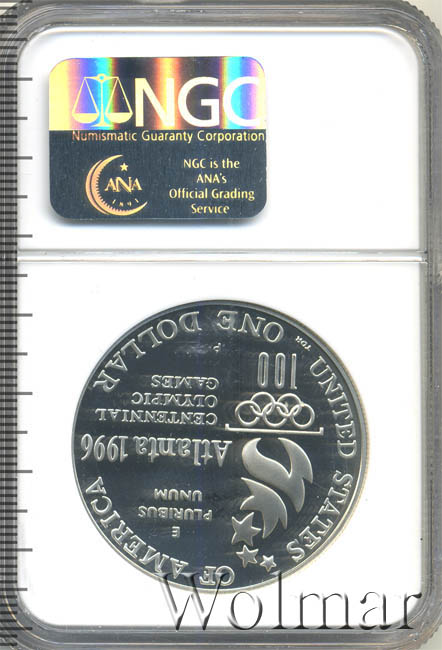 NGC
Numismatic Guaranty Corporation
NGC is the
ANA's
Official Grading
Service
ANA
1891
UNITED STATES OF AMERICA
E
PLURIBUS
UNUM
Atlanta 1996
CENTENNIAL
OLYMPIC
GAMES
100
P
ONE DOLLAR
Wolmar